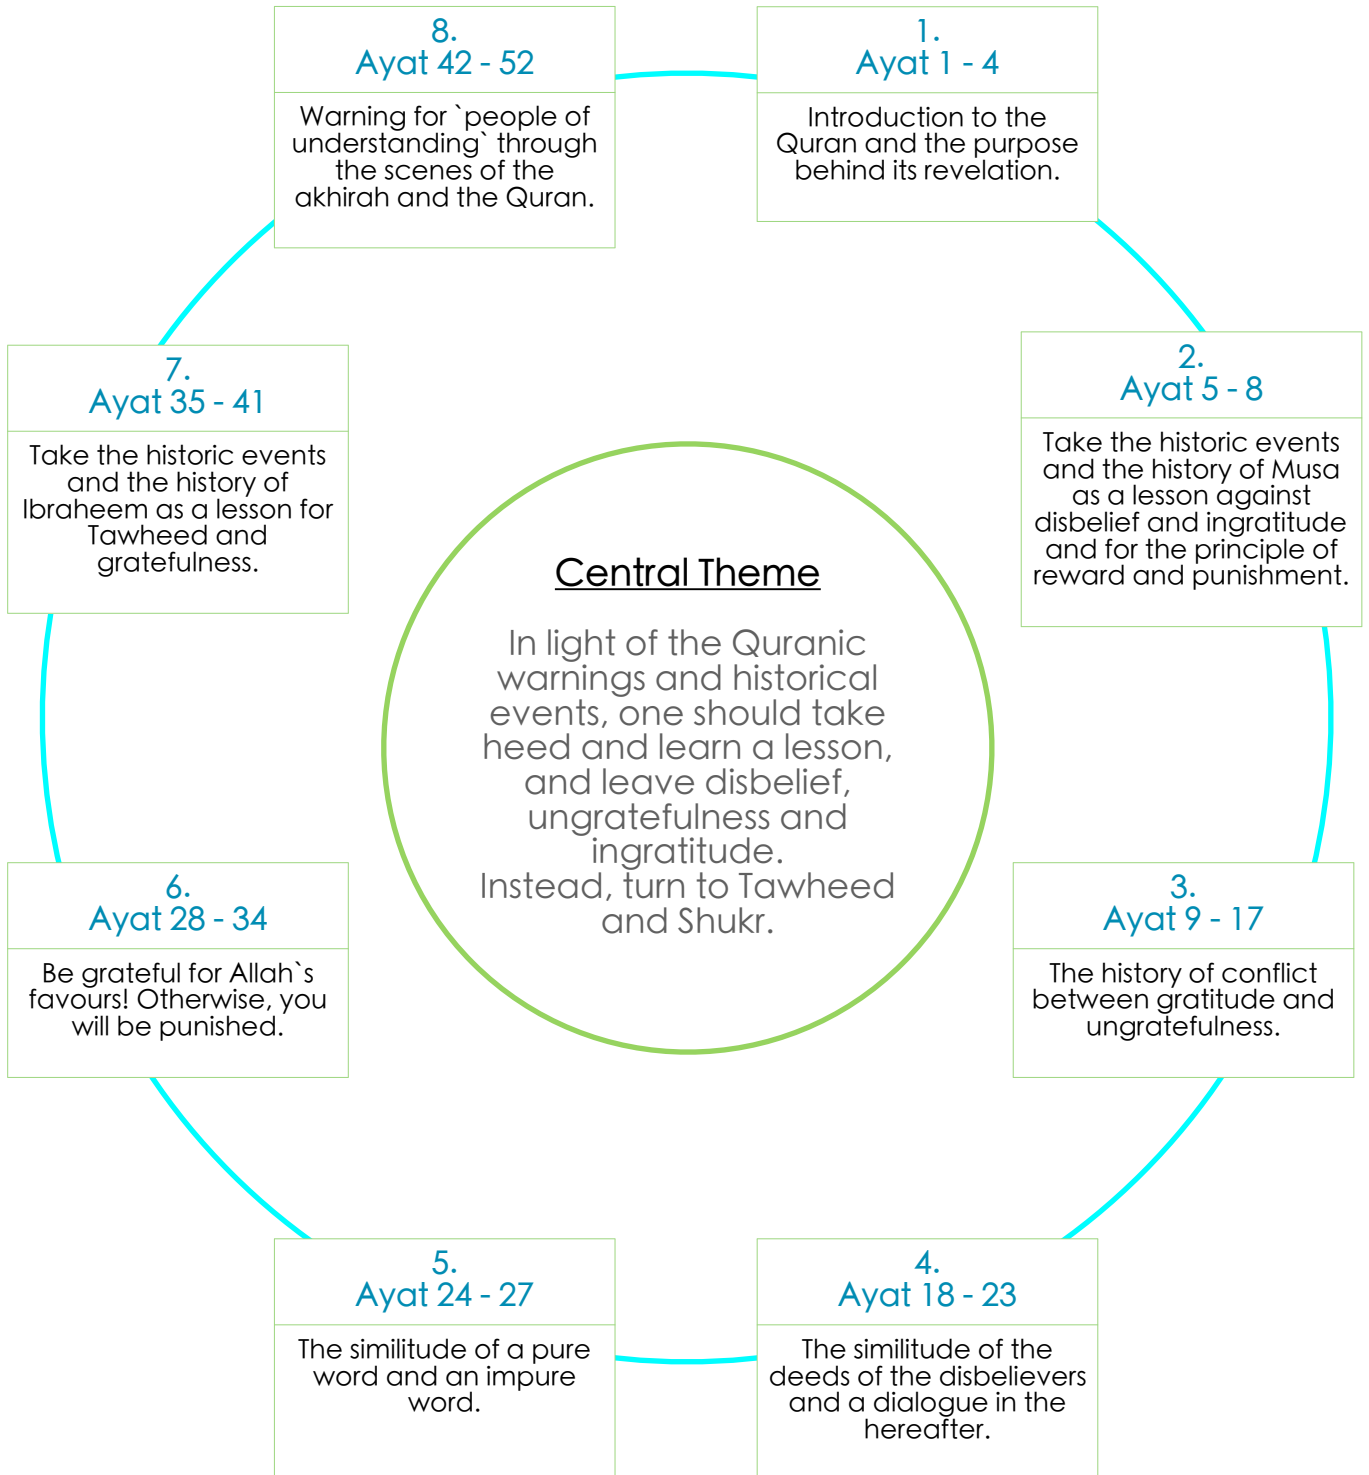 8.
Ayat 42 - 52
Warning for `people of
understanding` through
the scenes of the
akhirah and the Quran.
1.
Ayat 1 - 4
Introduction to the
Quran and the purpose
behind its revelation.
2.
Ayat 5 - 8
Take the historic events
and the history of Musa
as a lesson against
disbelief and ingratitude
and for the principle of
reward and punishment.
7.
Ayat 35 - 41
Take the historic events
and the history of
Ibraheem as a lesson for
Tawheed and
gratefulness.
Central Theme
In light of the Quranic
warnings and historical
events, one should take
heed and learn a lesson,
and leave disbelief,
ungratefulness and
ingratitude.
Instead, turn to Tawheed
and Shukr.
3.
Ayat 9 - 17
The history of conflict
between gratitude and
ungratefulness.
6.
Ayat 28 - 34
Be grateful for Allah`s
favours! Otherwise, you
will be punished.
5.
Ayat 24 - 27
The similitude of a pure
word and an impure
word.
4.
Ayat 18 - 23
The similitude of the
deeds of the disbelievers
and a dialogue in the
hereafter.